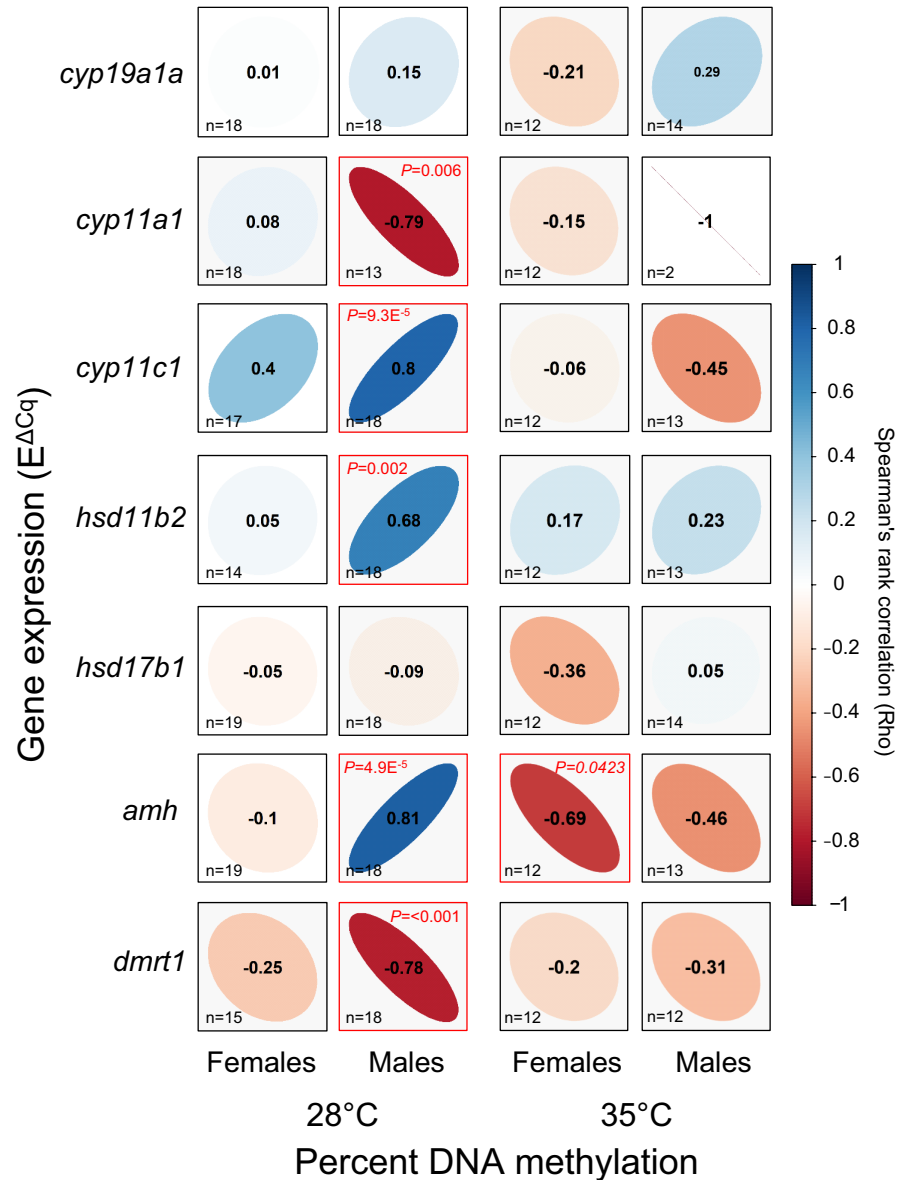 cyp19a1a
0.01
n=18
0.15
n=18
-0.21
n=12
0.29
n=14
cyp11a1
0.08
n=18
P=0.006
-0.79
n=13
-0.15
n=12
-1
n=2
cyp11c1
0.4
n=17
P=9.3E-5
0.8
n=18
-0.06
n=12
-0.45
n=13
hsd11b2
0.05
n=14
P=0.002
0.68
n=18
0.17
n=12
0.23
n=13
hsd17b1
-0.05
n=19
-0.09
n=18
-0.36
n=12
0.05
n=14
amh
-0.1
n=19
P=4.9E-5
0.81
n=18
P=0.0423
-0.69
n=12
-0.46
n=13
dmrt1
-0.25
n=15
P=<0.001
-0.78
n=18
-0.2
n=12
-0.31
n=12
Gene expression (EΔCq)
1
0.8
0.6
0.4
0.2
0
−0.2
−0.4
−0.6
−0.8
−1
Spearman's rank correlation (Rho)
Females Males Females Males
28°C 35°C
Percent DNA methylation